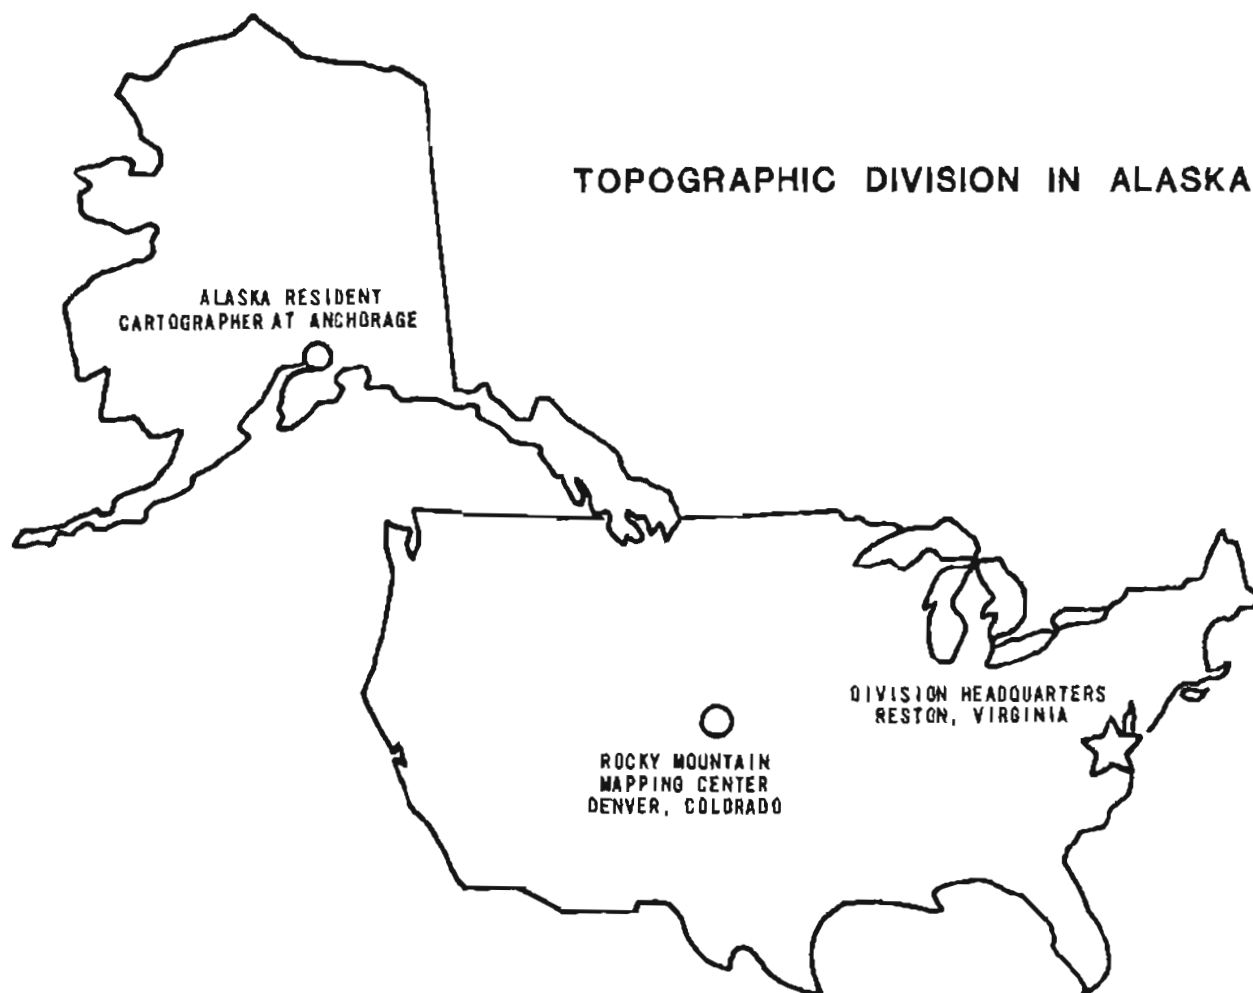 TOPOGRAPHIC DIVISION IN ALASKA
ALASKA RESIDENT
CARTOGRAPHER AT ANCHORAGE
DIVISION HEADQUARTERS
RESTON, VIRGINIA
ROCKY MOUNTAIN
MAPPING CENTER
DENVER, COLORADO